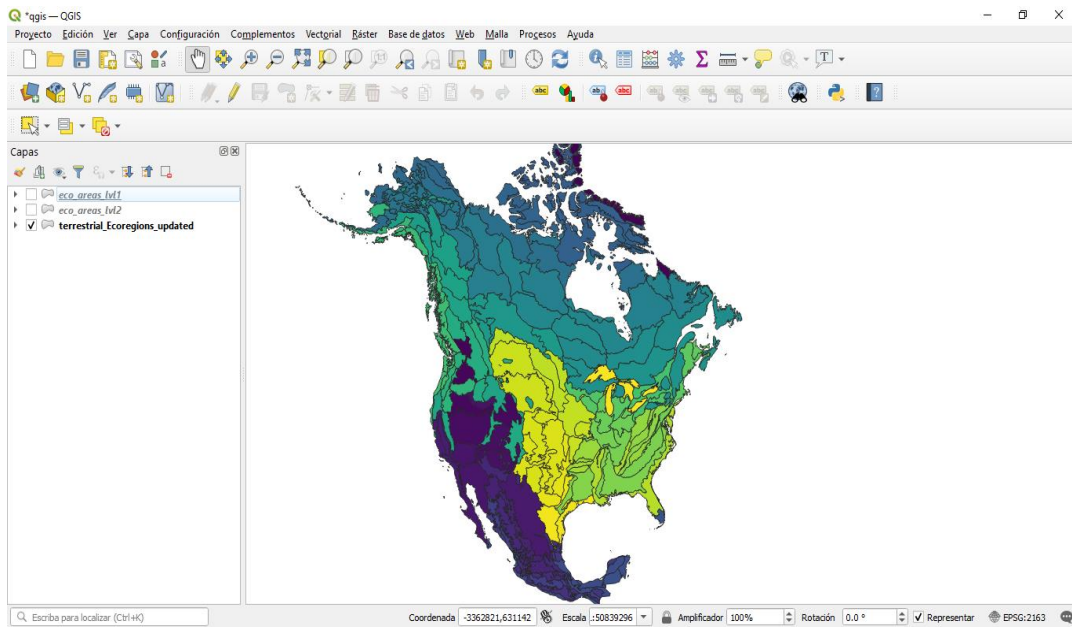 *qgis — QGIS
Proyecto Edición Ver Capa Configuración Complementos Vectorial Ráster Base de datos Web Malla Procesos Ayuda
Capas
eco_areas_lvl1
eco_areas_lvl2
terrestrial_Ecoregions_updated
Escriba para localizar (Ctrl+K) Coordenada -3362821,631142 Escala .:50839296 Amplificador 100% Rotación 0.0 ° Representar EPSG:2163